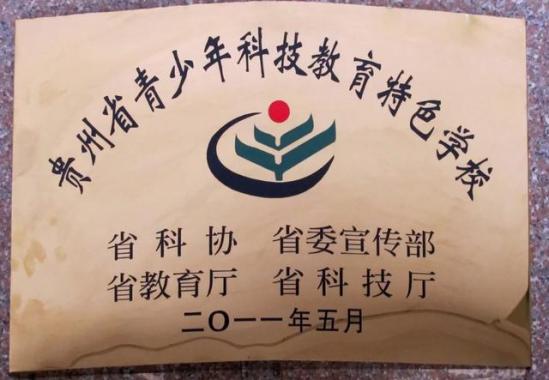 贵州省青少年科技教育特色学校
省科协 省委宣传部
省教育厅 省科技厅
二〇一一年五月